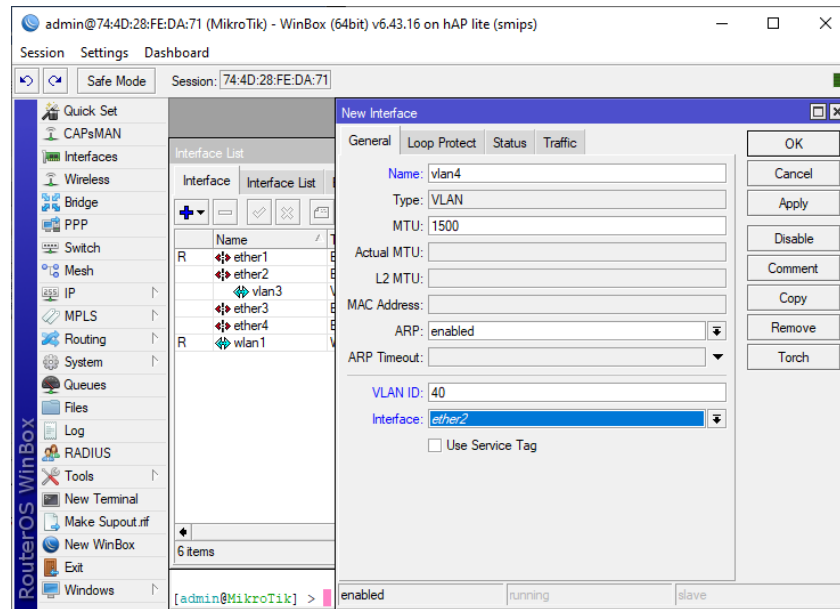 admin@74:4D:28:FE:DA:71 (MikroTik) - WinBox (64bit) v6.43.16 on hAP lite (smips)
Session Settings Dashboard
Safe Mode Session: 74:4D:28:FE:DA:71
RouterOS WinBox
Quick Set
CAPsMAN
Interfaces
Wireless
Bridge
PPP
Switch
Mesh
IP
MPLS
Routing
System
Queues
Files
Log
RADIUS
Tools
New Terminal
Make Supout.rif
New WinBox
Exit
Windows
Interface List
Interface Interface List
Name
R ether1
ether2
vlan3
ether3
ether4
R wlan1
6 items
[admin@MikroTik] >
New Interface
General Loop Protect Status Traffic
Name: vlan4
Type: VLAN
MTU: 1500
Actual MTU:
L2 MTU:
MAC Address:
ARP: enabled
ARP Timeout:
VLAN ID: 40
Interface: ether2
Use Service Tag
OK
Cancel
Apply
Disable
Comment
Copy
Remove
Torch
enabled running slave